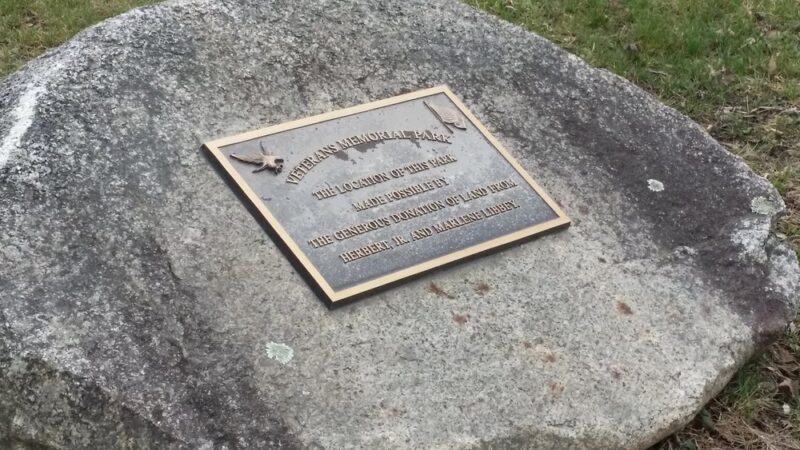 VETERANS MEMORIAL PARK
THE LOCATION OF THIS PARK
MADE POSSIBLE BY
THE GENEROUS DONATION OF LAND FROM
HERBERT, JR. AND MARLENE LIBBEY.